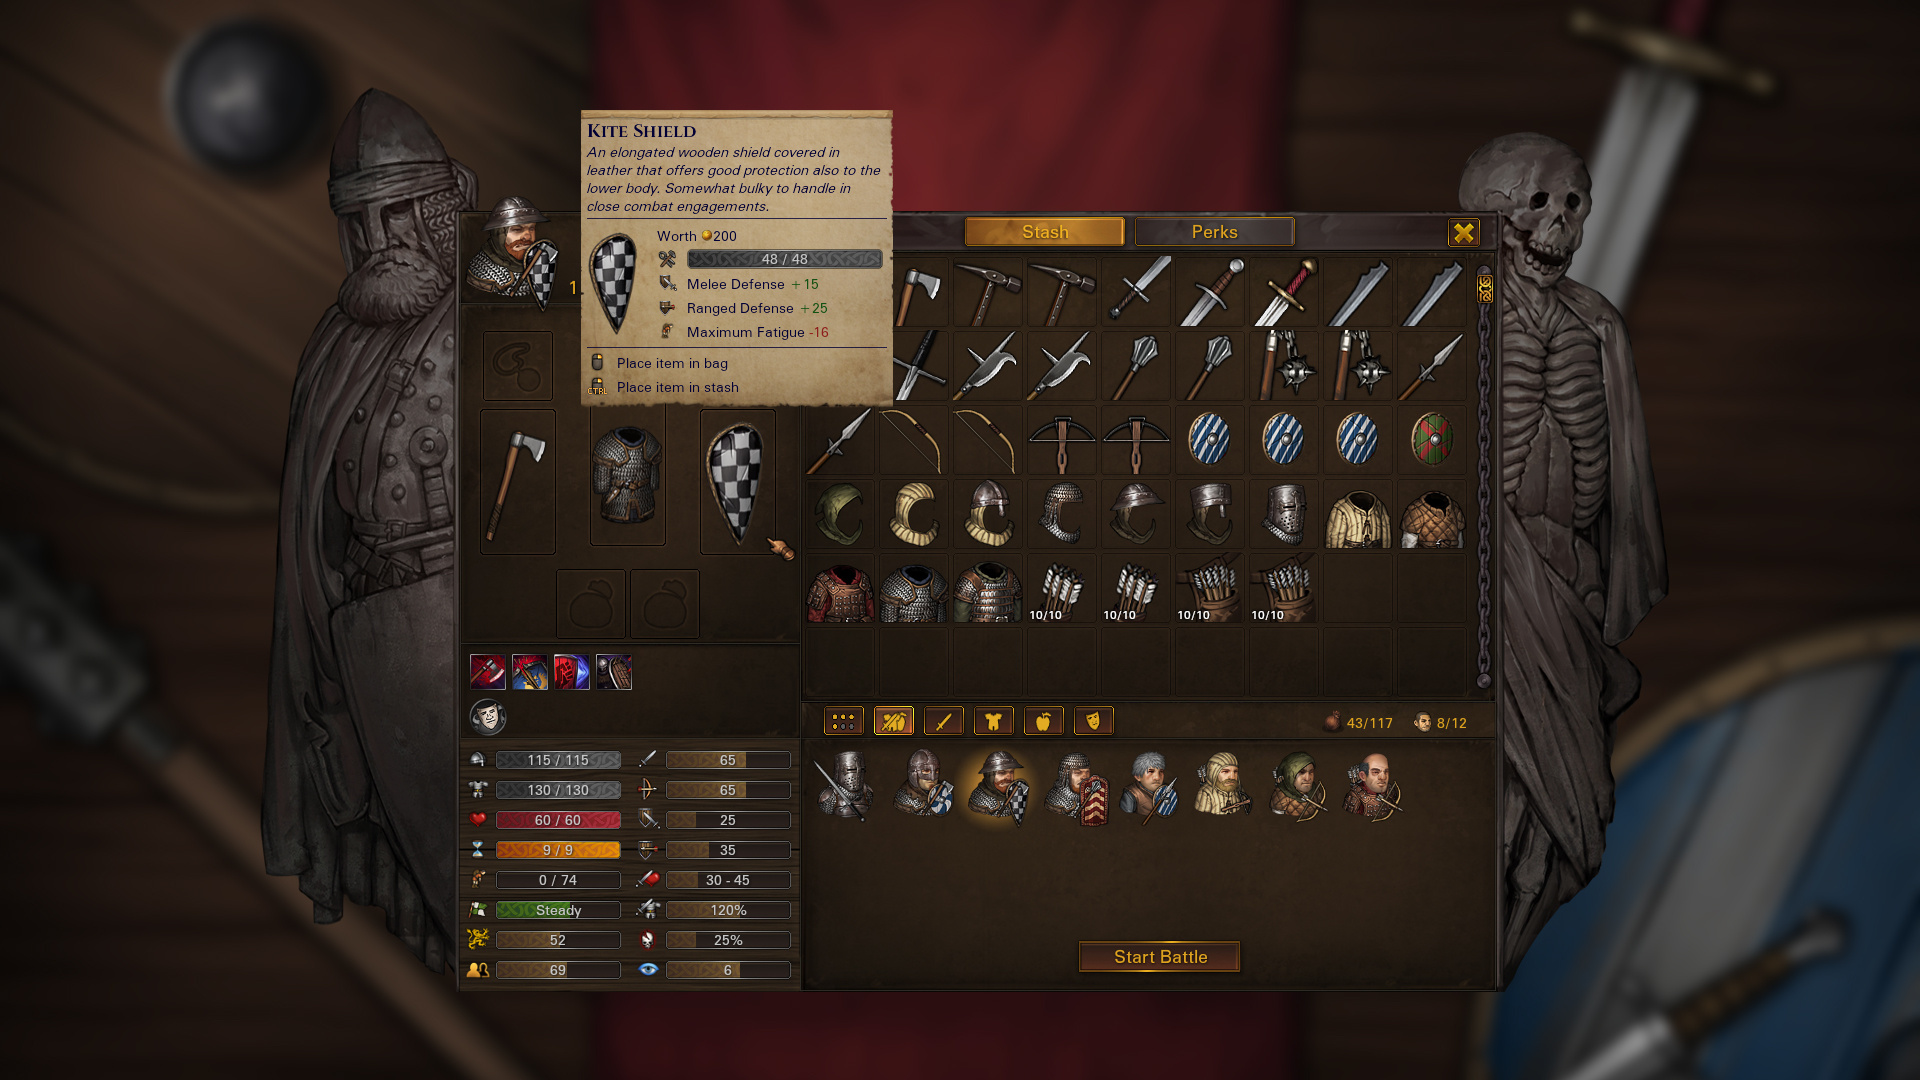 KITE SHIELD
An elongated wooden shield covered in
leather that offers good protection also to the
lower body. Somewhat bulky to handle in
close combat engagements.
Worth 200
48 / 48
Melee Defense +15
Ranged Defense +25
Maximum Fatigue -16
Place item in bag
CTRL
Place item in stash
1
Stash
Perks
10/10
10/10
10/10
10/10
43/117
8/12
115 / 115
65
130 / 130
65
60 / 60
25
9 / 9
35
0 / 74
30 - 45
Steady
120%
52
25%
69
6
Start Battle